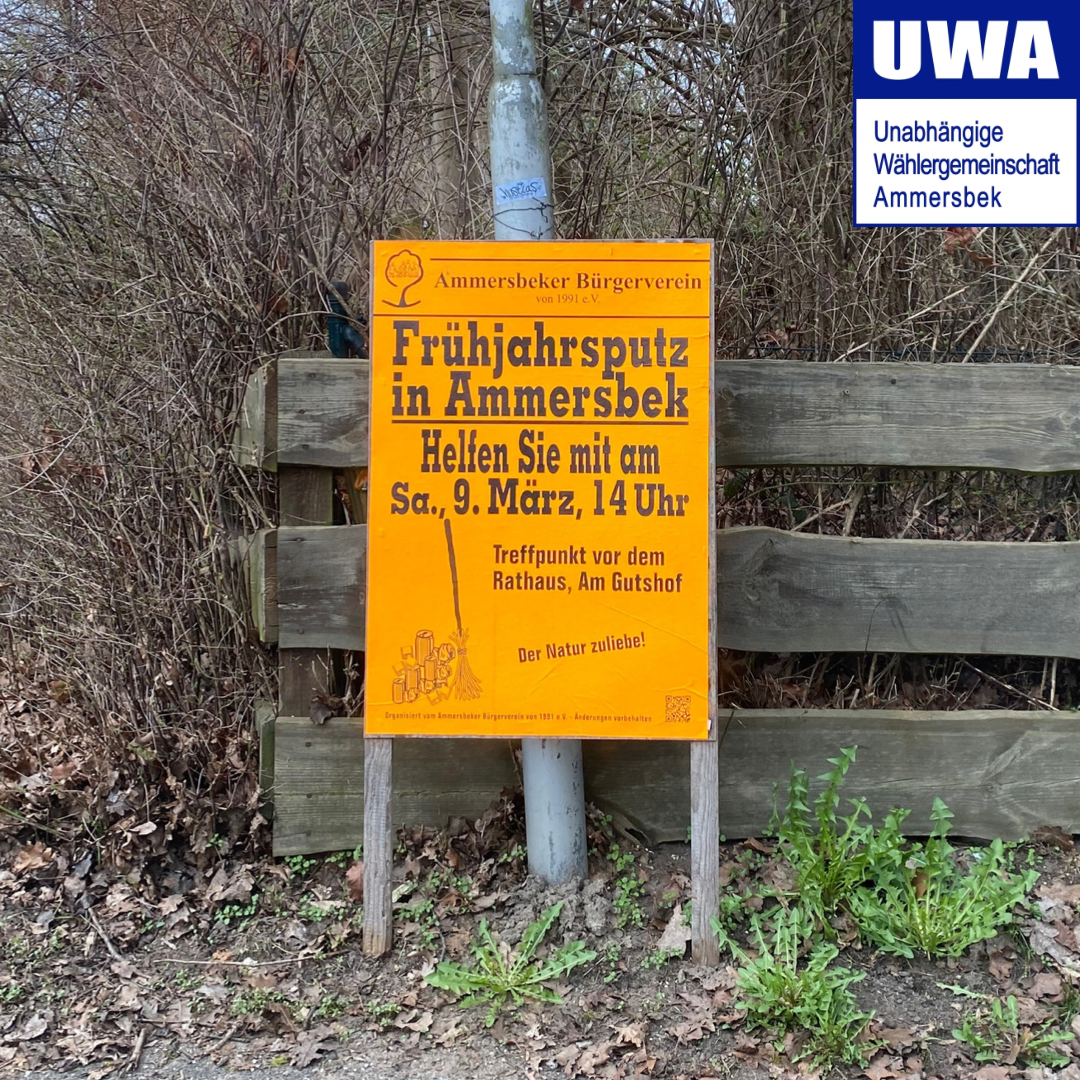 UWA
Unabhängige
Wählergemeinschaft
Ammersbek
Ammersbeker Bürgerverein
von 1991 e.V.
Frühjahrsputz
in Ammersbek
Helfen Sie mit am
Sa., 9. März, 14 Uhr
Treffpunkt vor dem
Rathaus, Am Gutshof
Der Natur zuliebe!
Organisiert vom Ammersbeker Bürgerverein von 1991 e.V. - Änderungen vorbehalten